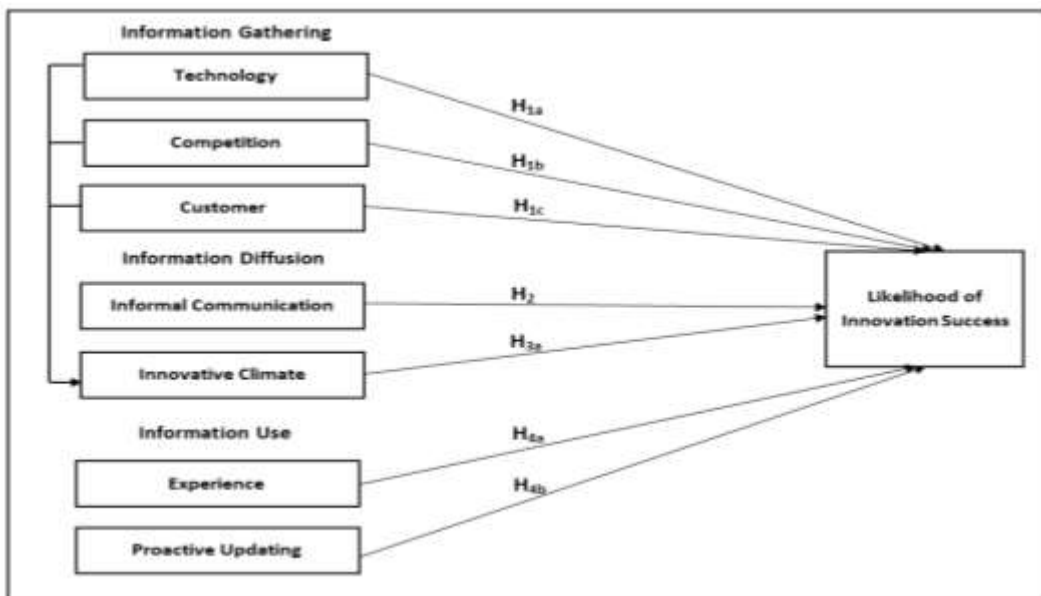 Information Gathering
Technology
H1a
Competition
H1b
Customer
H1c
Information Diffusion
Informal Communication
H2
Likelihood of
Innovation Success
Innovative Climate
H3a
Information Use
H4a
Experience
H4b
Proactive Updating